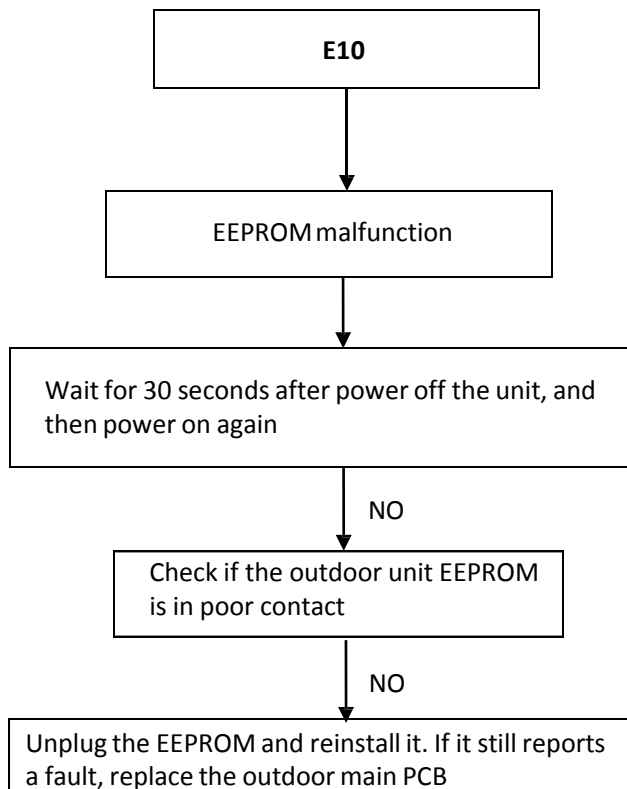 E10
EEPROM malfunction
Wait for 30 seconds after power off the unit, and
then power on again
NO
Check if the outdoor unit EEPROM
is in poor contact
NO
Unplug the EEPROM and reinstall it. If it still reports
a fault, replace the outdoor main PCB